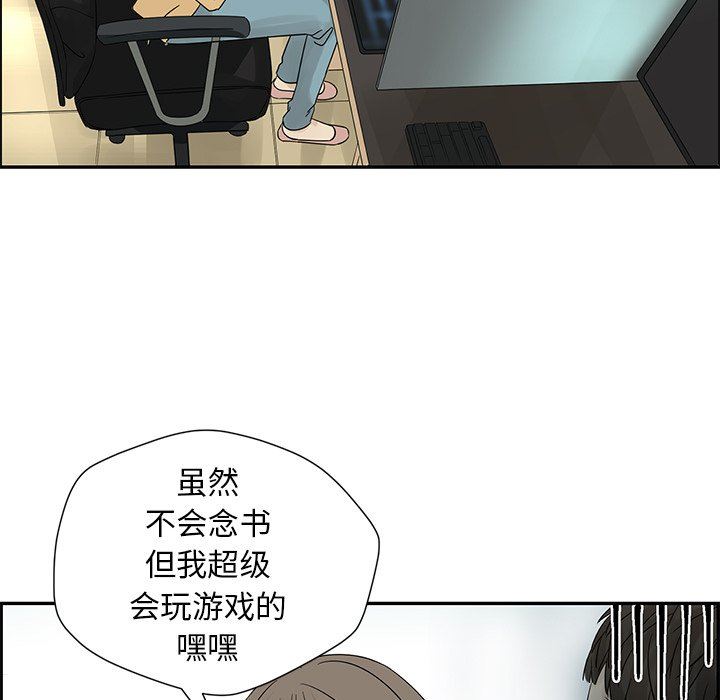 虽然
不会念书
但我超级
会玩游戏的
嘿嘿